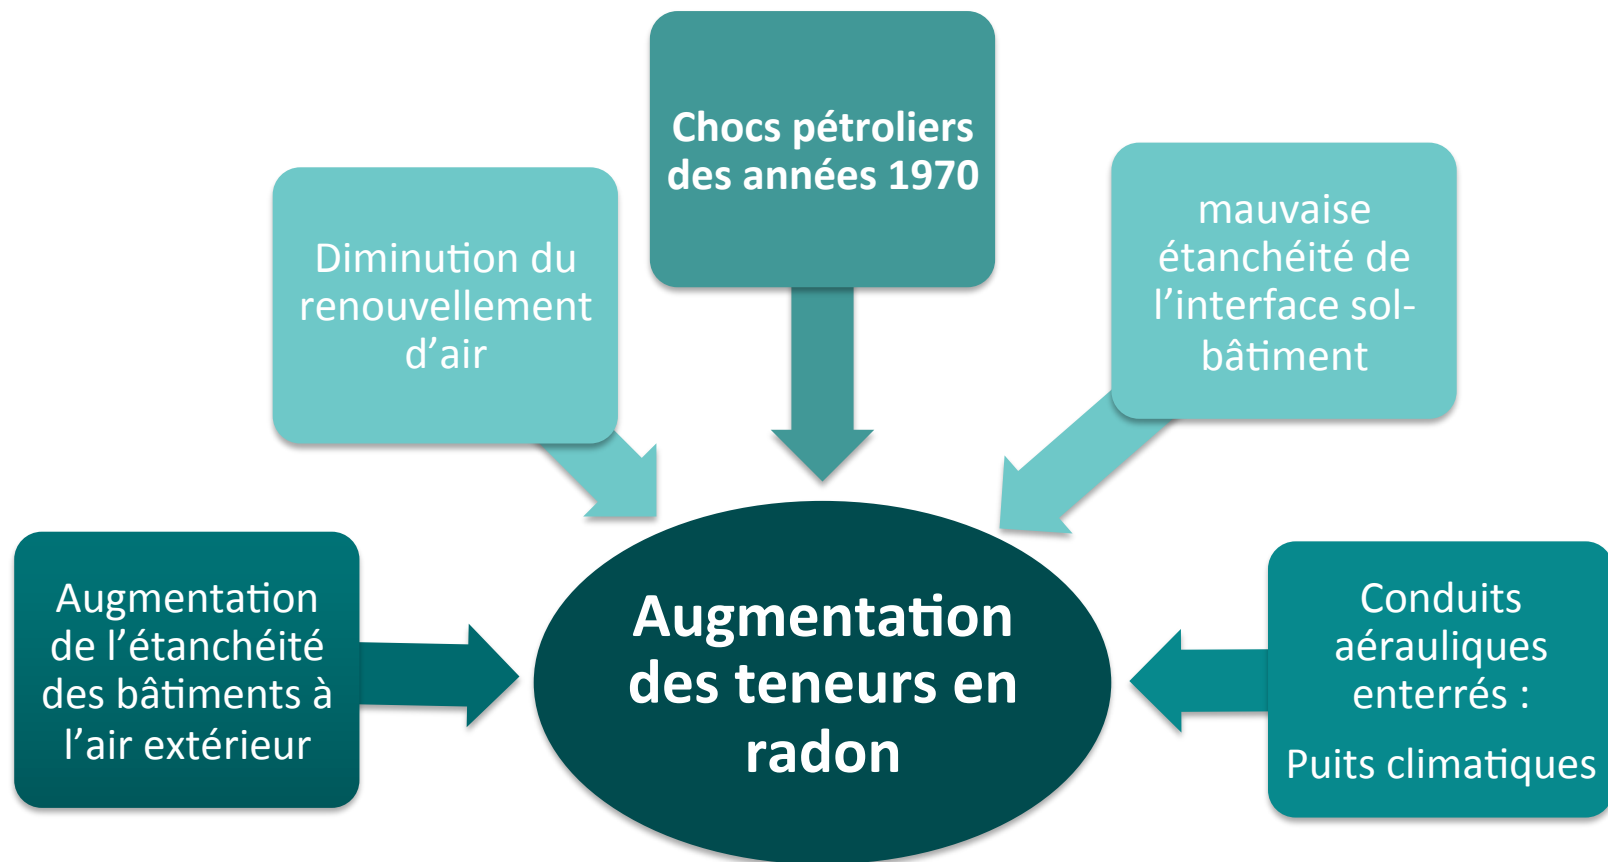 Chocs pétroliers
des années 1970
Diminution du
renouvellement
d’air
mauvaise
étanchéité de
l’interface sol-
bâtiment
Augmentation
de l’étanchéité
des bâtiments à
l’air extérieur
Augmentation
des teneurs en
radon
Conduits
aérauliques
enterrés :
Puits climatiques